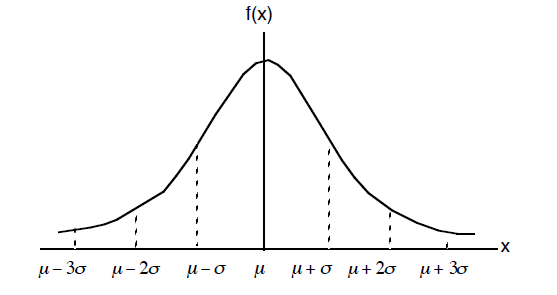 f(x)
x
μ – 3σ μ – 2σ μ – σ μ μ + σ μ + 2σ μ + 3σ